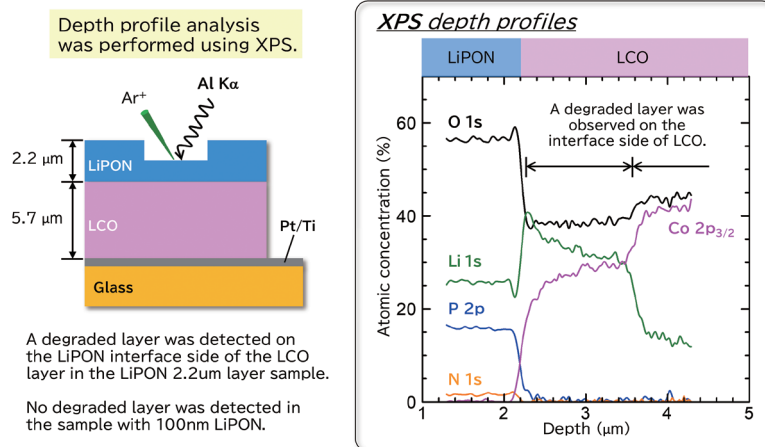 Depth profile analysis
was performed using XPS.
Al Kα
Ar⁺
2.2 μm
LiPON
5.7 μm
LCO
Pt/Ti
Glass
A degraded layer was detected on
the LiPON interface side of the LCO
layer in the LiPON 2.2um layer sample.
No degraded layer was detected in
the sample with 100nm LiPON.
XPS depth profiles
LiPON
LCO
A degraded layer was
observed on the
interface side of LCO.
O 1s
Co 2p₃/₂
Li 1s
P 2p
N 1s
Atomic concentration (%)
60
40
20
0
1
2
3
4
5
Depth (μm)